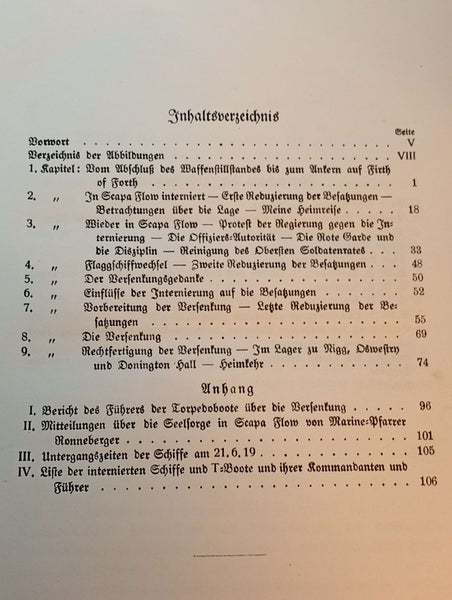 Inhaltsverzeichnis
Seite
Vorwort . . . . . . . . . . . . . . . . . . . . . . . . V
Verzeichnis der Abbildungen . . . . . . . . . . . . . . . . VIII
1. Kapitel: Vom Abschluß des Waffenstillstandes bis zum Ankern auf Firth
of Forth . . . . . . . . . . . . . . . . . . . 1
2. „ In Scapa Flow interniert — Erste Reduzierung der Besatzungen —
Betrachtungen über die Lage — Meine Heimreise . . . . 18
3. „ Wieder in Scapa Flow — Protest der Regierung gegen die In-
ternierung — Die Offiziers-Autorität — Die Rote Garde und
die Disziplin — Reinigung des Obersten Soldatenrates . . . . 33
4. „ Flaggschiffwechsel — Zweite Reduzierung der Besatzungen . . . 48
5. „ Der Versenkungsgedanke . . . . . . . . . . . . . 50
6. „ Einflüsse der Internierung auf die Besatzungen . . . . . . 52
7. „ Vorbereitung der Versenkung — Letzte Reduzierung der Be-
satzungen . . . . . . . . . . . . . . . . . . . 55
8. „ Die Versenkung . . . . . . . . . . . . . . . . . 69
9. „ Rechtfertigung der Versenkung — Im Lager zu Nigg, Oswestry
und Donington Hall — Heimkehr . . . . . . . . . . 74
Anhang
I. Bericht des Führers der Torpedoboote über die Versenkung . . . . 96
II. Mitteilungen über die Seelsorge in Scapa Flow von Marine-Pfarrer
Ronneberger . . . . . . . . . . . . . . . . . . . 101
III. Untergangszeiten der Schiffe am 21. 6. 19 . . . . . . . . . . 105
IV. Liste der internierten Schiffe und T-Boote und ihrer Kommandanten und
Führer . . . . . . . . . . . . . . . . . . . . . 106